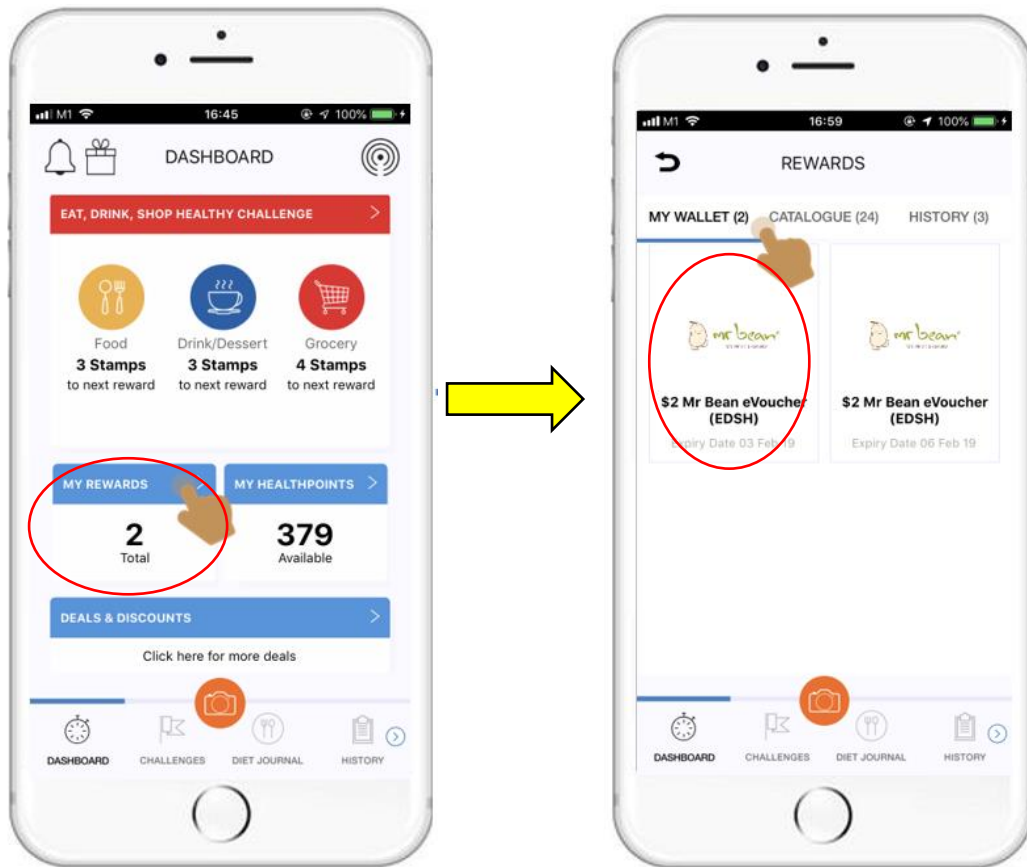 M1 16:45 100%
DASHBOARD
EAT, DRINK, SHOP HEALTHY CHALLENGE >
Food Drink/Dessert Grocery
3 Stamps 3 Stamps 4 Stamps
to next reward to next reward to next reward
MY REWARDS > MY HEALTHPOINTS >
2 379
Total Available
DEALS & DISCOUNTS >
Click here for more deals
DASHBOARD CHALLENGES DIET JOURNAL HISTORY
M1 16:59 100%
REWARDS
MY WALLET (2) CATALOGUE (24) HISTORY (3)
mr bean mr bean
$2 Mr Bean eVoucher $2 Mr Bean eVoucher
(EDSH) (EDSH)
Expiry Date 03 Feb 19 Expiry Date 06 Feb 19
DASHBOARD CHALLENGES DIET JOURNAL HISTORY